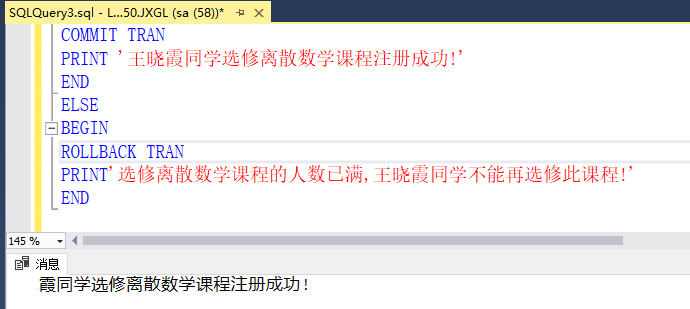 SQLQuery3.sql - L...50.JXGL (sa (58))*
COMMIT TRAN
PRINT '王晓霞同学选修离散数学课程注册成功!'
END
ELSE
BEGIN
ROLLBACK TRAN
PRINT'选修离散数学课程的人数已满,王晓霞同学不能再选修此课程!'
END
145 %
消息
霞同学选修离散数学课程注册成功!